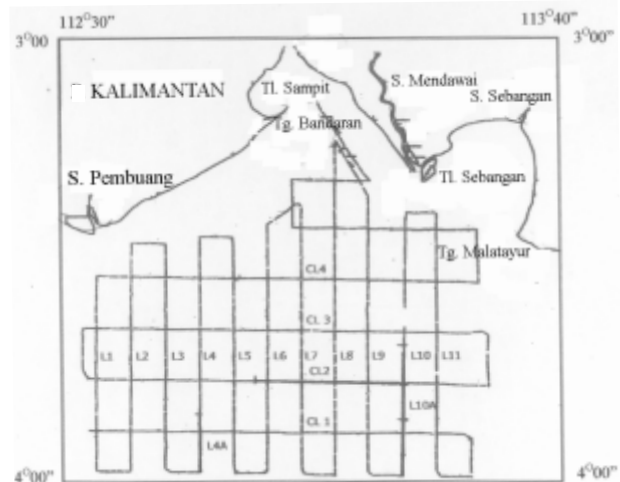 112°30" 113°40"
3°00 3°00"
KALIMANTAN
Tl. Sampit
S. Mendawai
S. Sebangan
Tg. Bandaran
S. Pembuang
Tl. Sebangan
Tg. Malatayur
CL4
CL 3
L1 L2 L3 L4 L5 L6 L7 L8 L9 L10 L11
CL2
L10A
CL 1
L4A
4°00" 4°00"